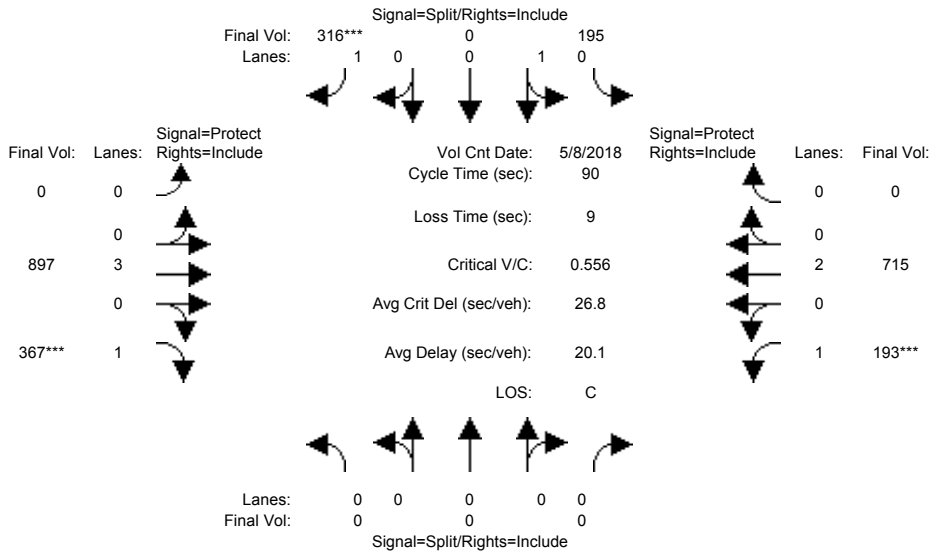 Signal=Split/Rights=Include
Final Vol: 316*** 0 195
Lanes: 1 0 0 1 0
Signal=Protect Signal=Protect
Final Vol: Lanes: Rights=Include Vol Cnt Date: 5/8/2018 Rights=Include Lanes: Final Vol:
Cycle Time (sec): 90
0 0 0 0
Loss Time (sec): 9
0 0
897 3 Critical V/C: 0.556 2 715
0 Avg Crit Del (sec/veh): 26.8 0
367*** 1 Avg Delay (sec/veh): 20.1 1 193***
LOS: C
Lanes: 0 0 0 0 0
Final Vol: 0 0 0
Signal=Split/Rights=Include